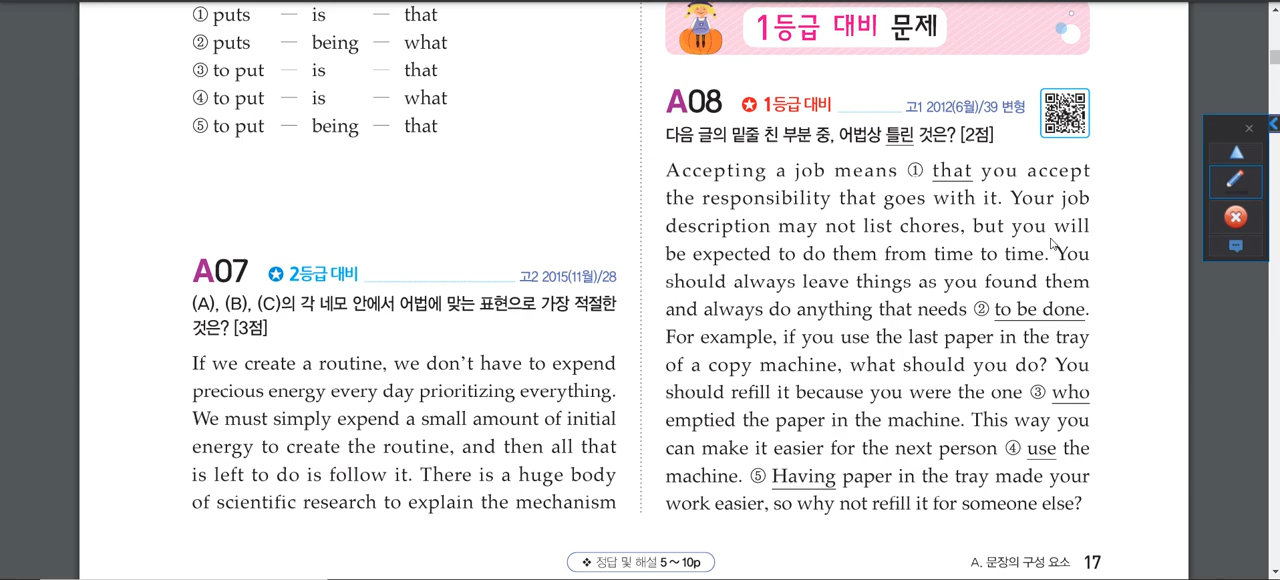 ① puts — is — that
② puts — being — what
③ to put — is — that
④ to put — is — what
⑤ to put — being — that
A07 2등급 대비 고2 2015(11월)/28
(A), (B), (C)의 각 네모 안에서 어법에 맞는 표현으로 가장 적절한
것은? [3점]
If we create a routine, we don't have to expend
precious energy every day prioritizing everything.
We must simply expend a small amount of initial
energy to create the routine, and then all that
is left to do is follow it. There is a huge body
of scientific research to explain the mechanism
1등급 대비 문제
A08 1등급 대비 고1 2012(6월)/39 변형
다음 글의 밑줄 친 부분 중, 어법상 틀린 것은? [2점]
Accepting a job means ① that you accept
the responsibility that goes with it. Your job
description may not list chores, but you will
be expected to do them from time to time. You
should always leave things as you found them
and always do anything that needs ② to be done.
For example, if you use the last paper in the tray
of a copy machine, what should you do? You
should refill it because you were the one ③ who
emptied the paper in the machine. This way you
can make it easier for the next person ④ use the
machine. ⑤ Having paper in the tray made your
work easier, so why not refill it for someone else?
❖ 정답 및 해설 5~10p
A. 문장의 구성 요소 17